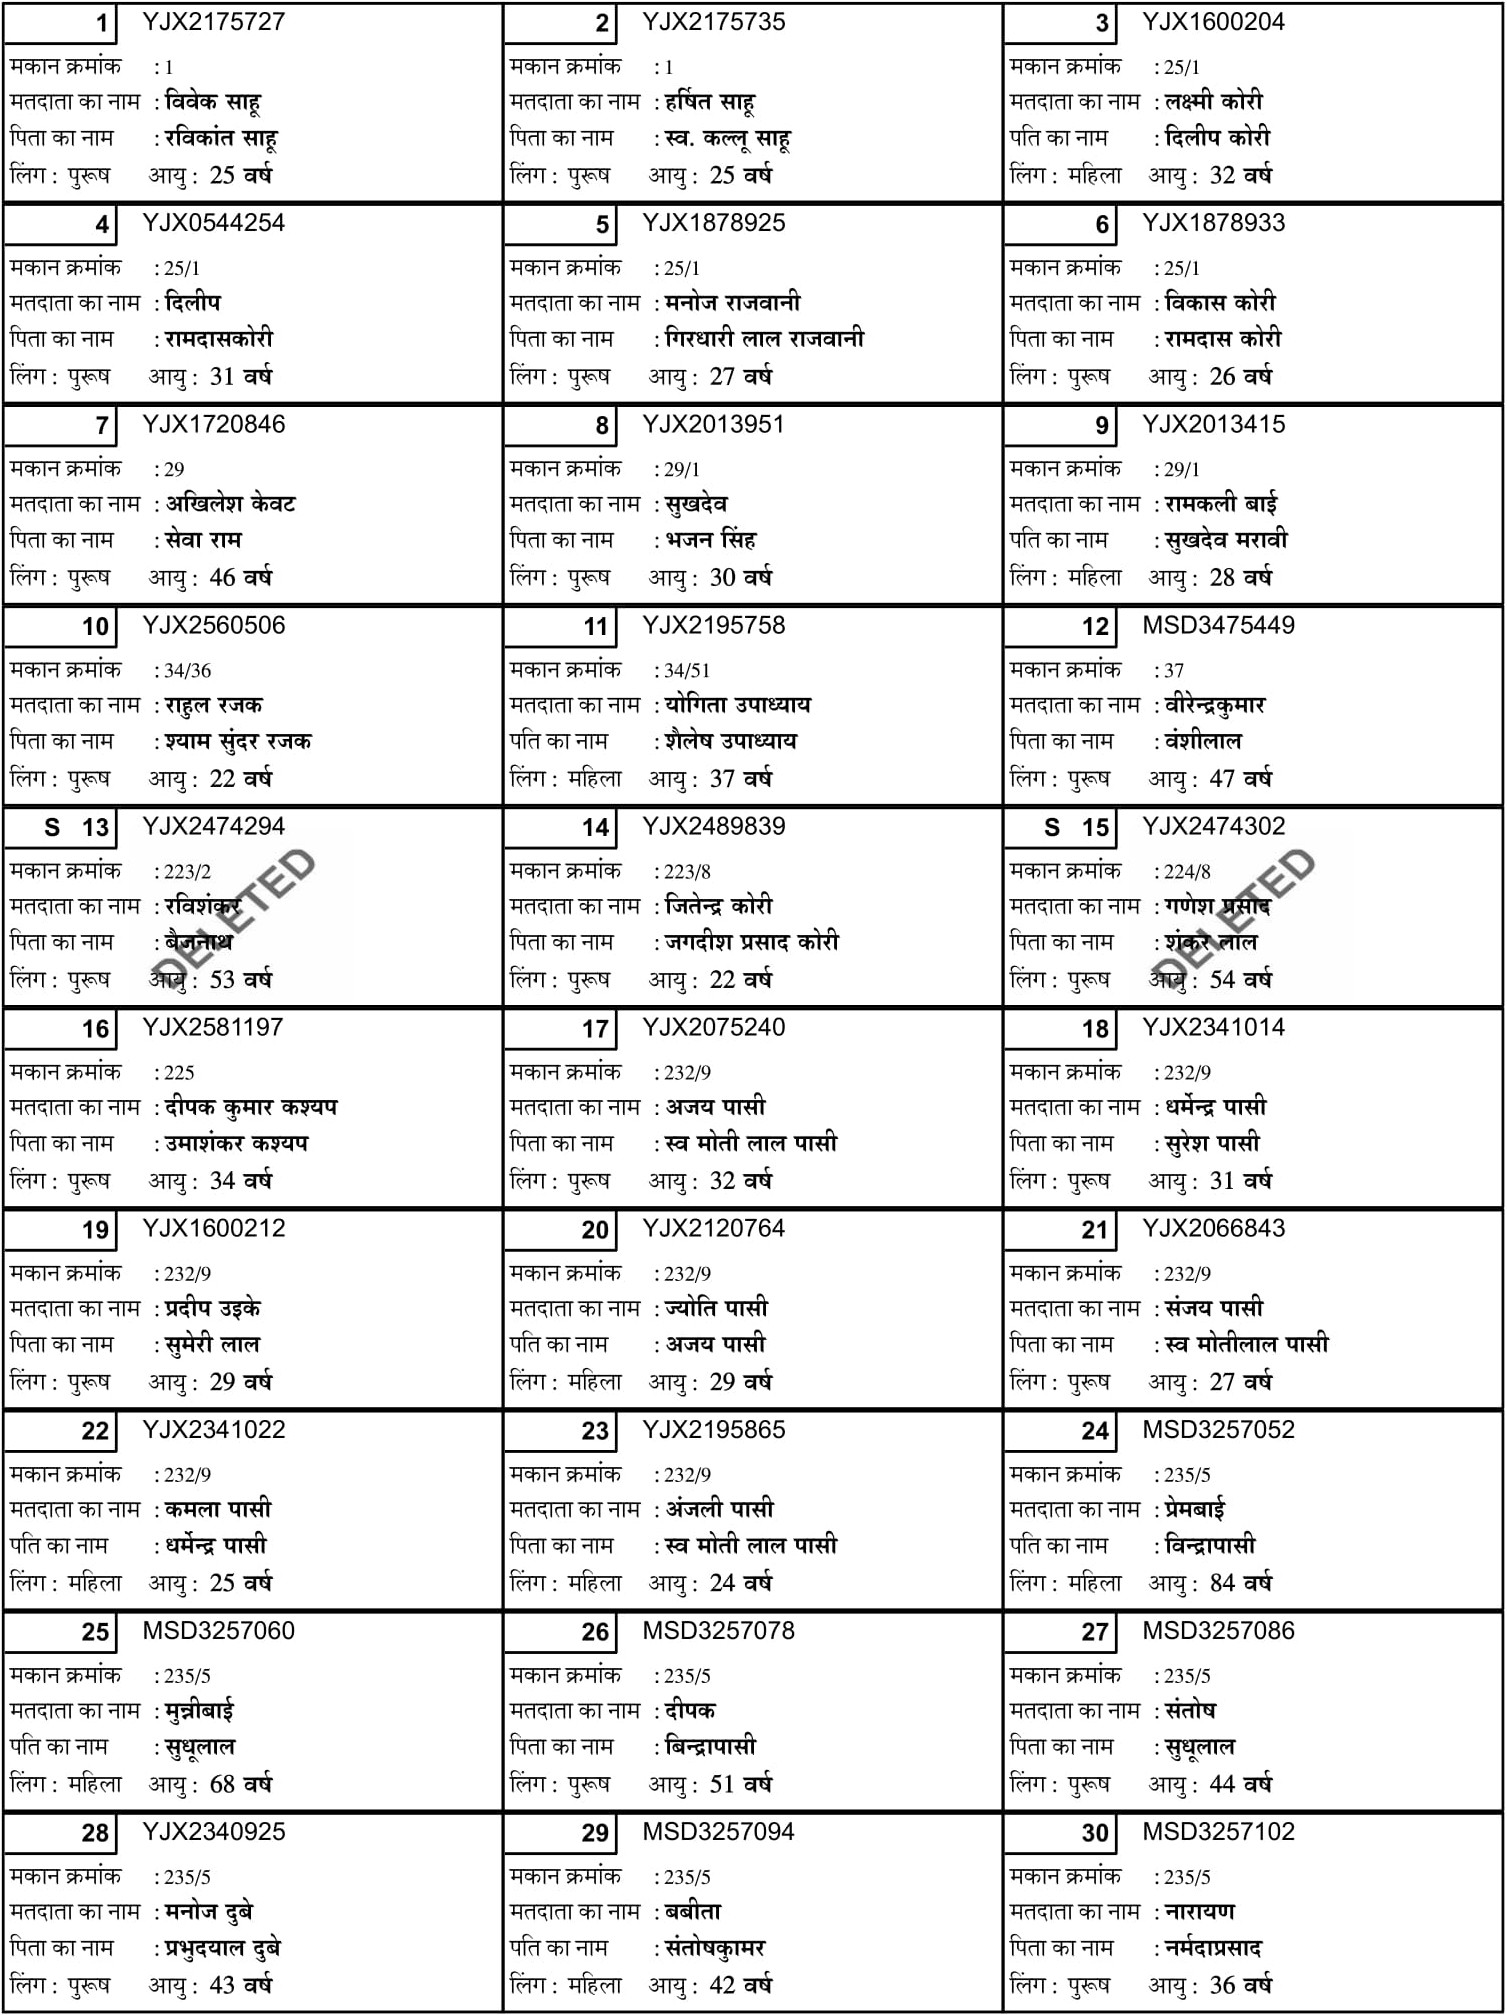 1 YJX2175727
मकान क्रमांक : 1
मतदाता का नाम : विवेक साहू
पिता का नाम : रविकांत साहू
लिंग : पुरूष आयु : 25 वर्ष
2 YJX2175735
मकान क्रमांक : 1
मतदाता का नाम : हर्षित साहू
पिता का नाम : स्व. कल्लू साहू
लिंग : पुरूष आयु : 25 वर्ष
3 YJX1600204
मकान क्रमांक : 25/1
मतदाता का नाम : लक्ष्मी कोरी
पति का नाम : दिलीप कोरी
लिंग : महिला आयु : 32 वर्ष
4 YJX0544254
मकान क्रमांक : 25/1
मतदाता का नाम : दिलीप
पिता का नाम : रामदासकोरी
लिंग : पुरूष आयु : 31 वर्ष
5 YJX1878925
मकान क्रमांक : 25/1
मतदाता का नाम : मनोज राजवानी
पिता का नाम : गिरधारी लाल राजवानी
लिंग : पुरूष आयु : 27 वर्ष
6 YJX1878933
मकान क्रमांक : 25/1
मतदाता का नाम : विकास कोरी
पिता का नाम : रामदास कोरी
लिंग : पुरूष आयु : 26 वर्ष
7 YJX1720846
मकान क्रमांक : 29
मतदाता का नाम : अखिलेश केवट
पिता का नाम : सेवा राम
लिंग : पुरूष आयु : 46 वर्ष
8 YJX2013951
मकान क्रमांक : 29/1
मतदाता का नाम : सुखदेव
पिता का नाम : भजन सिंह
लिंग : पुरूष आयु : 30 वर्ष
9 YJX2013415
मकान क्रमांक : 29/1
मतदाता का नाम : रामकली बाई
पति का नाम : सुखदेव मरावी
लिंग : महिला आयु : 28 वर्ष
10 YJX2560506
मकान क्रमांक : 34/36
मतदाता का नाम : राहुल रजक
पिता का नाम : श्याम सुंदर रजक
लिंग : पुरूष आयु : 22 वर्ष
11 YJX2195758
मकान क्रमांक : 34/51
मतदाता का नाम : योगिता उपाध्याय
पति का नाम : शैलेष उपाध्याय
लिंग : महिला आयु : 37 वर्ष
12 MSD3475449
मकान क्रमांक : 37
मतदाता का नाम : वीरेन्द्रकुमार
पिता का नाम : वंशीलाल
लिंग : पुरूष आयु : 47 वर्ष
S 13 YJX2474294
मकान क्रमांक : 223/2
मतदाता का नाम : रविशंकर
पिता का नाम : बैजनाथ
लिंग : पुरूष आयु : 53 वर्ष
DELETED
14 YJX2489839
मकान क्रमांक : 223/8
मतदाता का नाम : जितेन्द्र कोरी
पिता का नाम : जगदीश प्रसाद कोरी
लिंग : पुरूष आयु : 22 वर्ष
S 15 YJX2474302
मकान क्रमांक : 224/8
मतदाता का नाम : गणेश प्रसाद
पिता का नाम : शंकर लाल
लिंग : पुरूष आयु : 54 वर्ष
DELETED
16 YJX2581197
मकान क्रमांक : 225
मतदाता का नाम : दीपक कुमार कश्यप
पिता का नाम : उमाशंकर कश्यप
लिंग : पुरूष आयु : 34 वर्ष
17 YJX2075240
मकान क्रमांक : 232/9
मतदाता का नाम : अजय पासी
पिता का नाम : स्व मोती लाल पासी
लिंग : पुरूष आयु : 32 वर्ष
18 YJX2341014
मकान क्रमांक : 232/9
मतदाता का नाम : धर्मेन्द्र पासी
पिता का नाम : सुरेश पासी
लिंग : पुरूष आयु : 31 वर्ष
19 YJX1600212
मकान क्रमांक : 232/9
मतदाता का नाम : प्रदीप उइके
पिता का नाम : सुमेरी लाल
लिंग : पुरूष आयु : 29 वर्ष
20 YJX2120764
मकान क्रमांक : 232/9
मतदाता का नाम : ज्योति पासी
पति का नाम : अजय पासी
लिंग : महिला आयु : 29 वर्ष
21 YJX2066843
मकान क्रमांक : 232/9
मतदाता का नाम : संजय पासी
पिता का नाम : स्व मोतीलाल पासी
लिंग : पुरूष आयु : 27 वर्ष
22 YJX2341022
मकान क्रमांक : 232/9
मतदाता का नाम : कमला पासी
पति का नाम : धर्मेन्द्र पासी
लिंग : महिला आयु : 25 वर्ष
23 YJX2195865
मकान क्रमांक : 232/9
मतदाता का नाम : अंजली पासी
पिता का नाम : स्व मोती लाल पासी
लिंग : महिला आयु : 24 वर्ष
24 MSD3257052
मकान क्रमांक : 235/5
मतदाता का नाम : प्रेमबाई
पति का नाम : विन्द्रापासी
लिंग : महिला आयु : 84 वर्ष
25 MSD3257060
मकान क्रमांक : 235/5
मतदाता का नाम : मुन्नीबाई
पति का नाम : सुधूलाल
लिंग : महिला आयु : 68 वर्ष
26 MSD3257078
मकान क्रमांक : 235/5
मतदाता का नाम : दीपक
पिता का नाम : बिन्द्रापासी
लिंग : पुरूष आयु : 51 वर्ष
27 MSD3257086
मकान क्रमांक : 235/5
मतदाता का नाम : संतोष
पिता का नाम : सुधूलाल
लिंग : पुरूष आयु : 44 वर्ष
28 YJX2340925
मकान क्रमांक : 235/5
मतदाता का नाम : मनोज दुबे
पिता का नाम : प्रभुदयाल दुबे
लिंग : पुरूष आयु : 43 वर्ष
29 MSD3257094
मकान क्रमांक : 235/5
मतदाता का नाम : बबीता
पति का नाम : संतोषकुामर
लिंग : महिला आयु : 42 वर्ष
30 MSD3257102
मकान क्रमांक : 235/5
मतदाता का नाम : नारायण
पिता का नाम : नर्मदाप्रसाद
लिंग : पुरूष आयु : 36 वर्ष